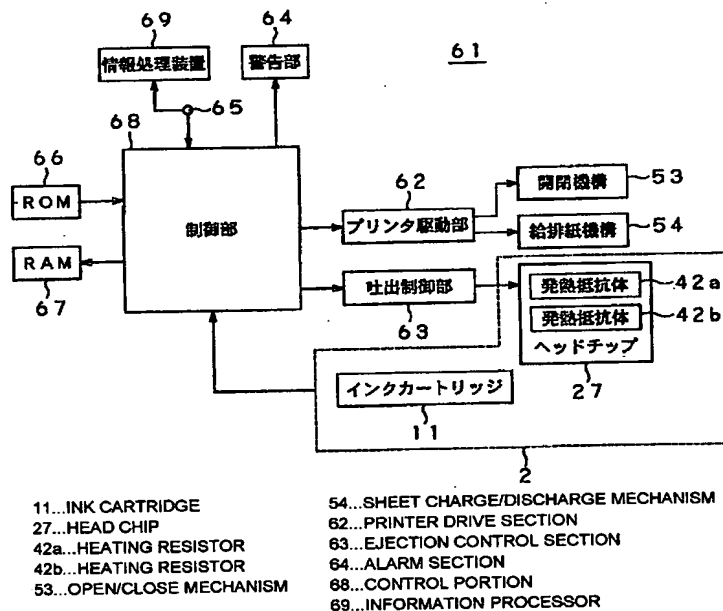 69
64
情報処理装置
警告部
61
65
68
66
ROM
制御部
62
プリンタ駆動部
開閉機構
53
給排紙機構
54
RAM
67
吐出制御部
63
発熱抵抗体
42a
発熱抵抗体
42b
ヘッドチップ
27
インクカートリッジ
11
2
11...INK CARTRIDGE
27...HEAD CHIP
42a...HEATING RESISTOR
42b...HEATING RESISTOR
53...OPEN/CLOSE MECHANISM
54...SHEET CHARGE/DISCHARGE MECHANISM
62...PRINTER DRIVE SECTION
63...EJECTION CONTROL SECTION
64...ALARM SECTION
68...CONTROL PORTION
69...INFORMATION PROCESSOR